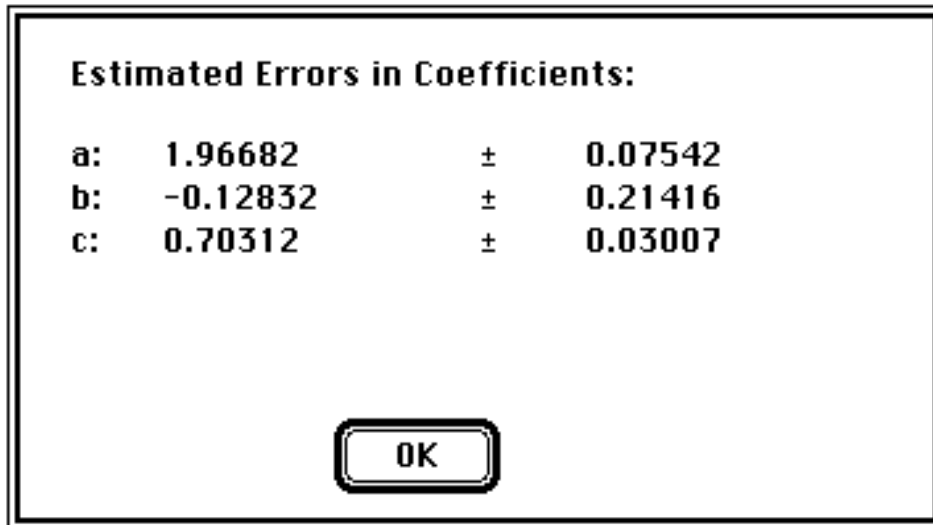 Estimated Errors in Coefficients:
a: 1.96682 ± 0.07542
b: -0.12832 ± 0.21416
c: 0.70312 ± 0.03007
OK